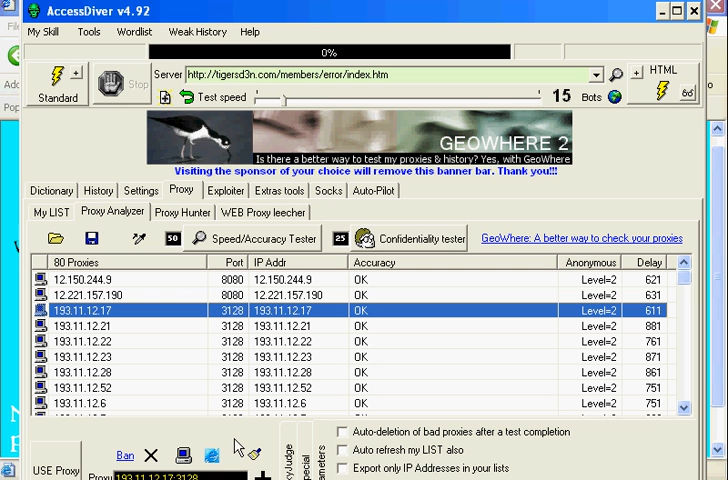 AccessDiver v4.92
My Skill Tools Wordlist Weak History Help
0%
Standard
Stop
Server http://tigersd3n.com/members/error/index.htm
HTML
Test speed 15 Bots
GEOWHERE 2
Is there a better way to test my proxies & history? Yes, with GeoWhere
Visiting the sponsor of your choice will remove this banner bar. Thank you!!!
Dictionary History Settings Proxy Exploiter Extras tools Socks Auto-Pilot
My LIST Proxy Analyzer Proxy Hunter WEB Proxy leecher
50 Speed/Accuracy Tester 25 Confidentiality tester GeoWhere: A better way to check your proxies
80 Proxies Port IP Addr Accuracy Anonymous Delay
12.150.244.9 8080 12.150.244.9 OK Level=2 621
12.221.157.190 8080 12.221.157.190 OK Level=2 631
193.11.12.17 3128 193.11.12.17 OK Level=2 611
193.11.12.21 3128 193.11.12.21 OK Level=2 881
193.11.12.22 3128 193.11.12.22 OK Level=2 761
193.11.12.23 3128 193.11.12.23 OK Level=2 871
193.11.12.28 3128 193.11.12.28 OK Level=2 861
193.11.12.52 3128 193.11.12.52 OK Level=2 751
193.11.12.6 3128 193.11.12.6 OK Level=2 751
Auto-deletion of bad proxies after a test completion
Ban
Auto refresh my LIST also
USE Proxy
Export only IP Addresses in your lists
Proxy 193.11.12.17:3128